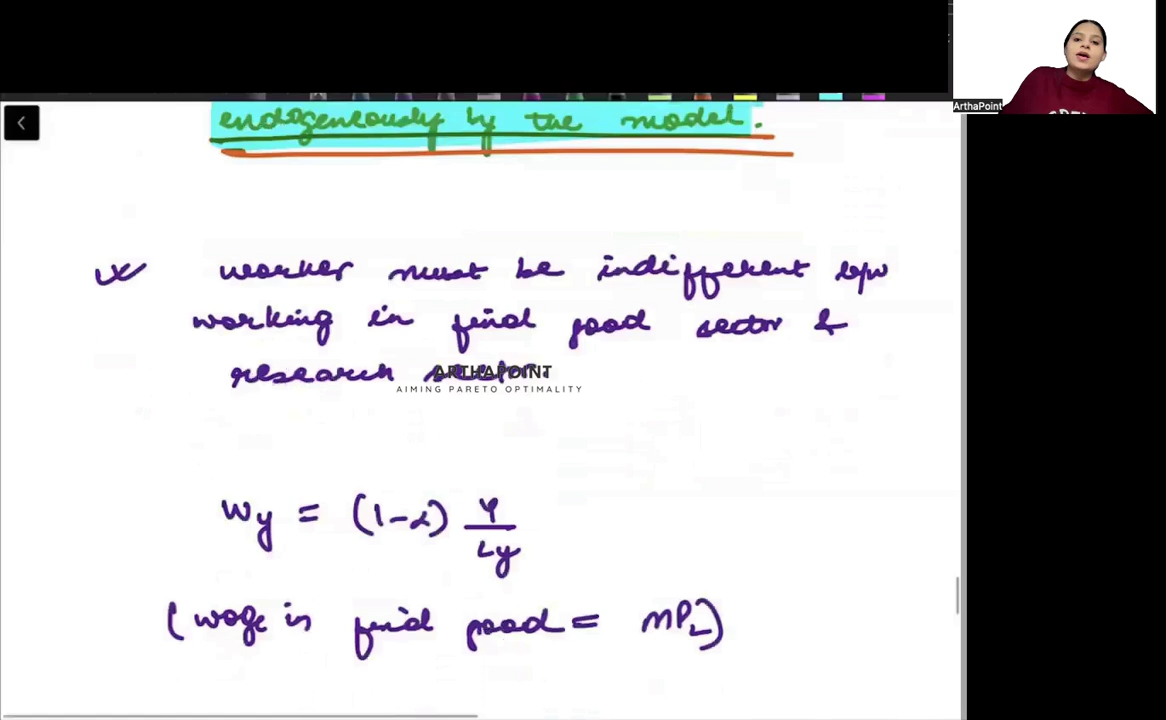 ArthaPoint
endogeneously by the model.
worker must be indifferent b/w
working in final good sector &
research sector.
ARTHAPOINT
AIMING PARETO OPTIMALITY
wy = (1-α) Y/Ly
(wage in final good = MPL)